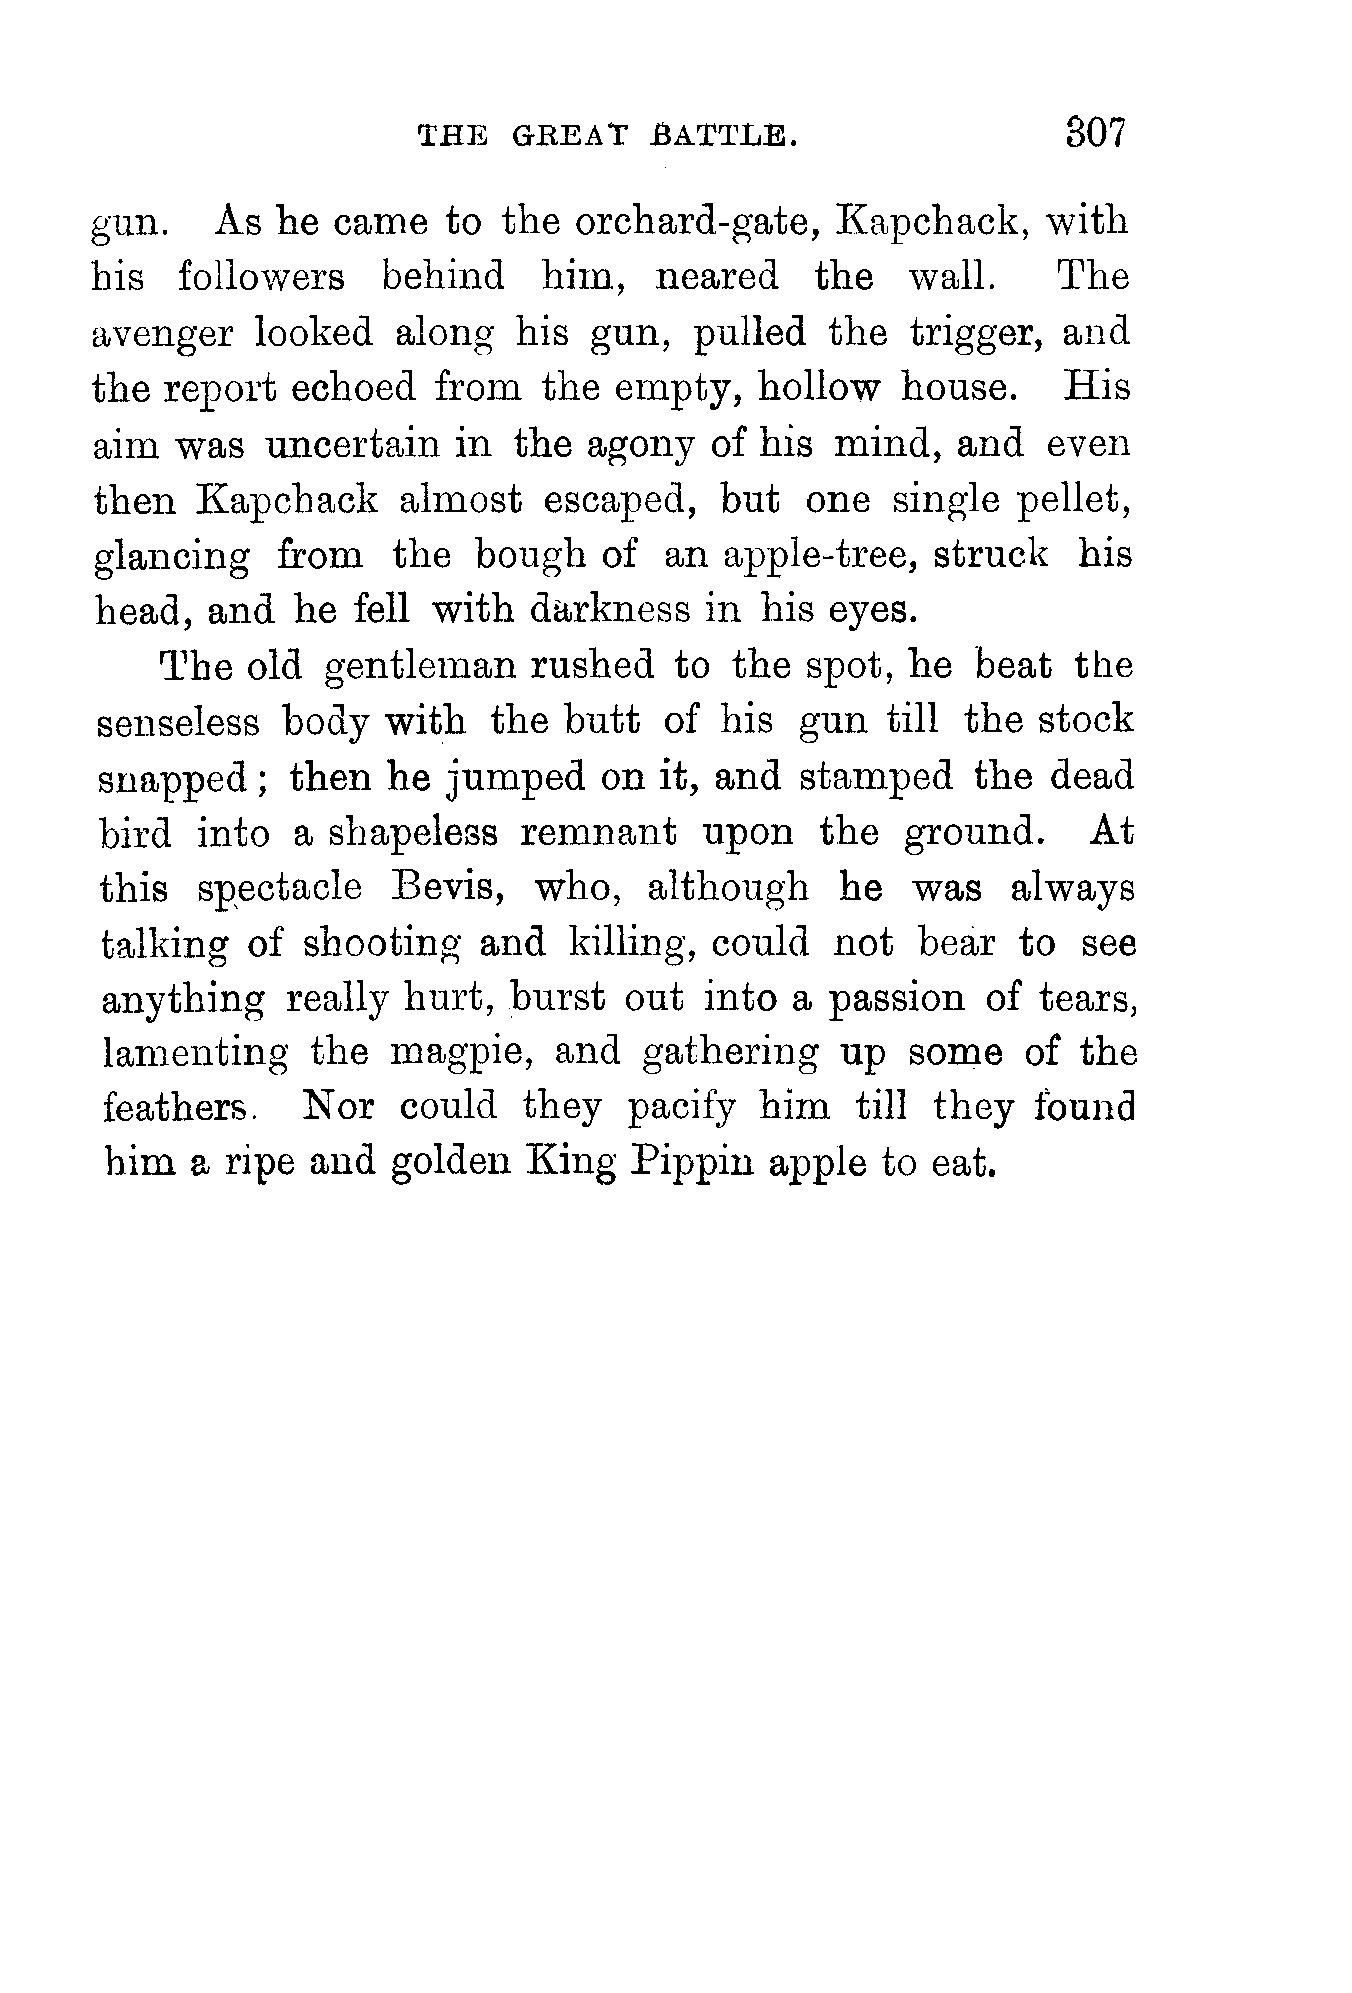 THE GREAT BATTLE. 307
gun. As he came to the orchard-gate, Kapchack, with
his followers behind him, neared the wall. The
avenger looked along his gun, pulled the trigger, and
the report echoed from the empty, hollow house. His
aim was uncertain in the agony of his mind, and even
then Kapchack almost escaped, but one single pellet,
glancing from the bough of an apple-tree, struck his
head, and he fell with darkness in his eyes.
The old gentleman rushed to the spot, he beat the
senseless body with the butt of his gun till the stock
snapped; then he jumped on it, and stamped the dead
bird into a shapeless remnant upon the ground. At
this spectacle Bevis, who, although he was always
talking of shooting and killing, could not bear to see
anything really hurt, burst out into a passion of tears,
lamenting the magpie, and gathering up some of the
feathers. Nor could they pacify him till they found
him a ripe and golden King Pippin apple to eat.